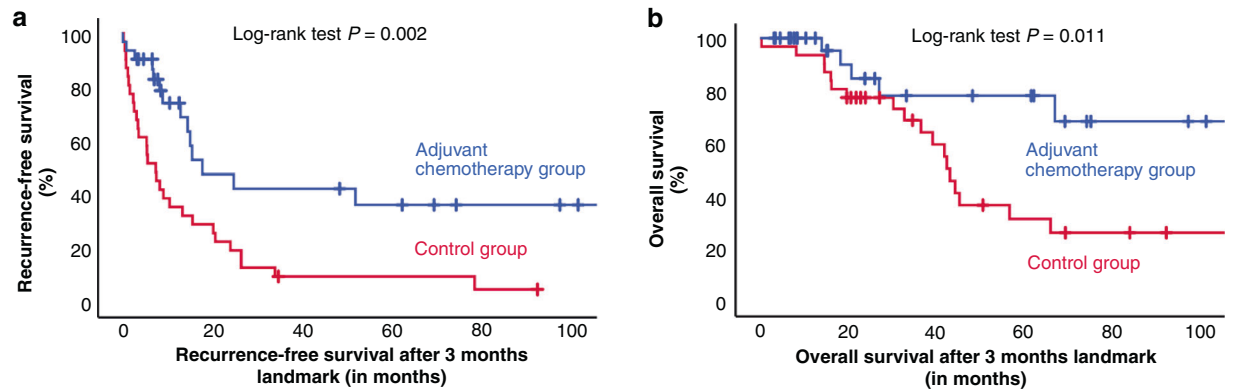 a
Log-rank test P = 0.002
100
80
60
40
20
0
Recurrence-free survival
(%)
Adjuvant
chemotherapy group
Control group
0 20 40 60 80 100
Recurrence-free survival after 3 months
landmark (in months)
b
Log-rank test P = 0.011
100
80
60
40
20
0
Overall survival
(%)
Adjuvant
chemotherapy group
Control group
0 20 40 60 80 100
Overall survival after 3 months landmark
(in months)